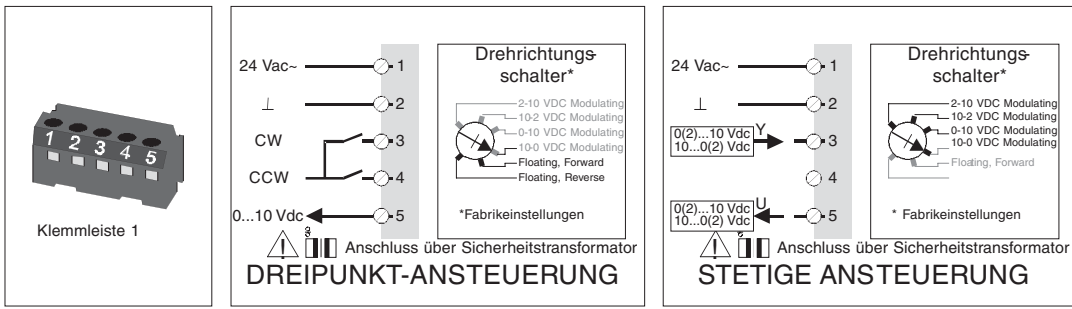 1 2 3 4 5
Klemmleiste 1
24 Vac~ 1
⊥ 2
CW 3
CCW 4
0...10 Vdc 5
Drehrichtungs-
schalter*
2-10 VDC Modulating
10-2 VDC Modulating
0-10 VDC Modulating
10-0 VDC Modulating
Floating, Forward
Floating, Reverse
*Fabrikeinstellungen
Anschluss über Sicherheitstransformator
DREIPUNKT-ANSTEUERUNG
24 Vac~ 1
⊥ 2
0(2)...10 Vdc Y 3
10...0(2) Vdc
4
0(2)...10 Vdc U 5
10...0(2) Vdc
Drehrichtungs-
schalter*
2-10 VDC Modulating
10-2 VDC Modulating
0-10 VDC Modulating
10-0 VDC Modulating
Floating, Forward
* Fabrikeinstellungen
Anschluss über Sicherheitstransformator
STETIGE ANSTEUERUNG